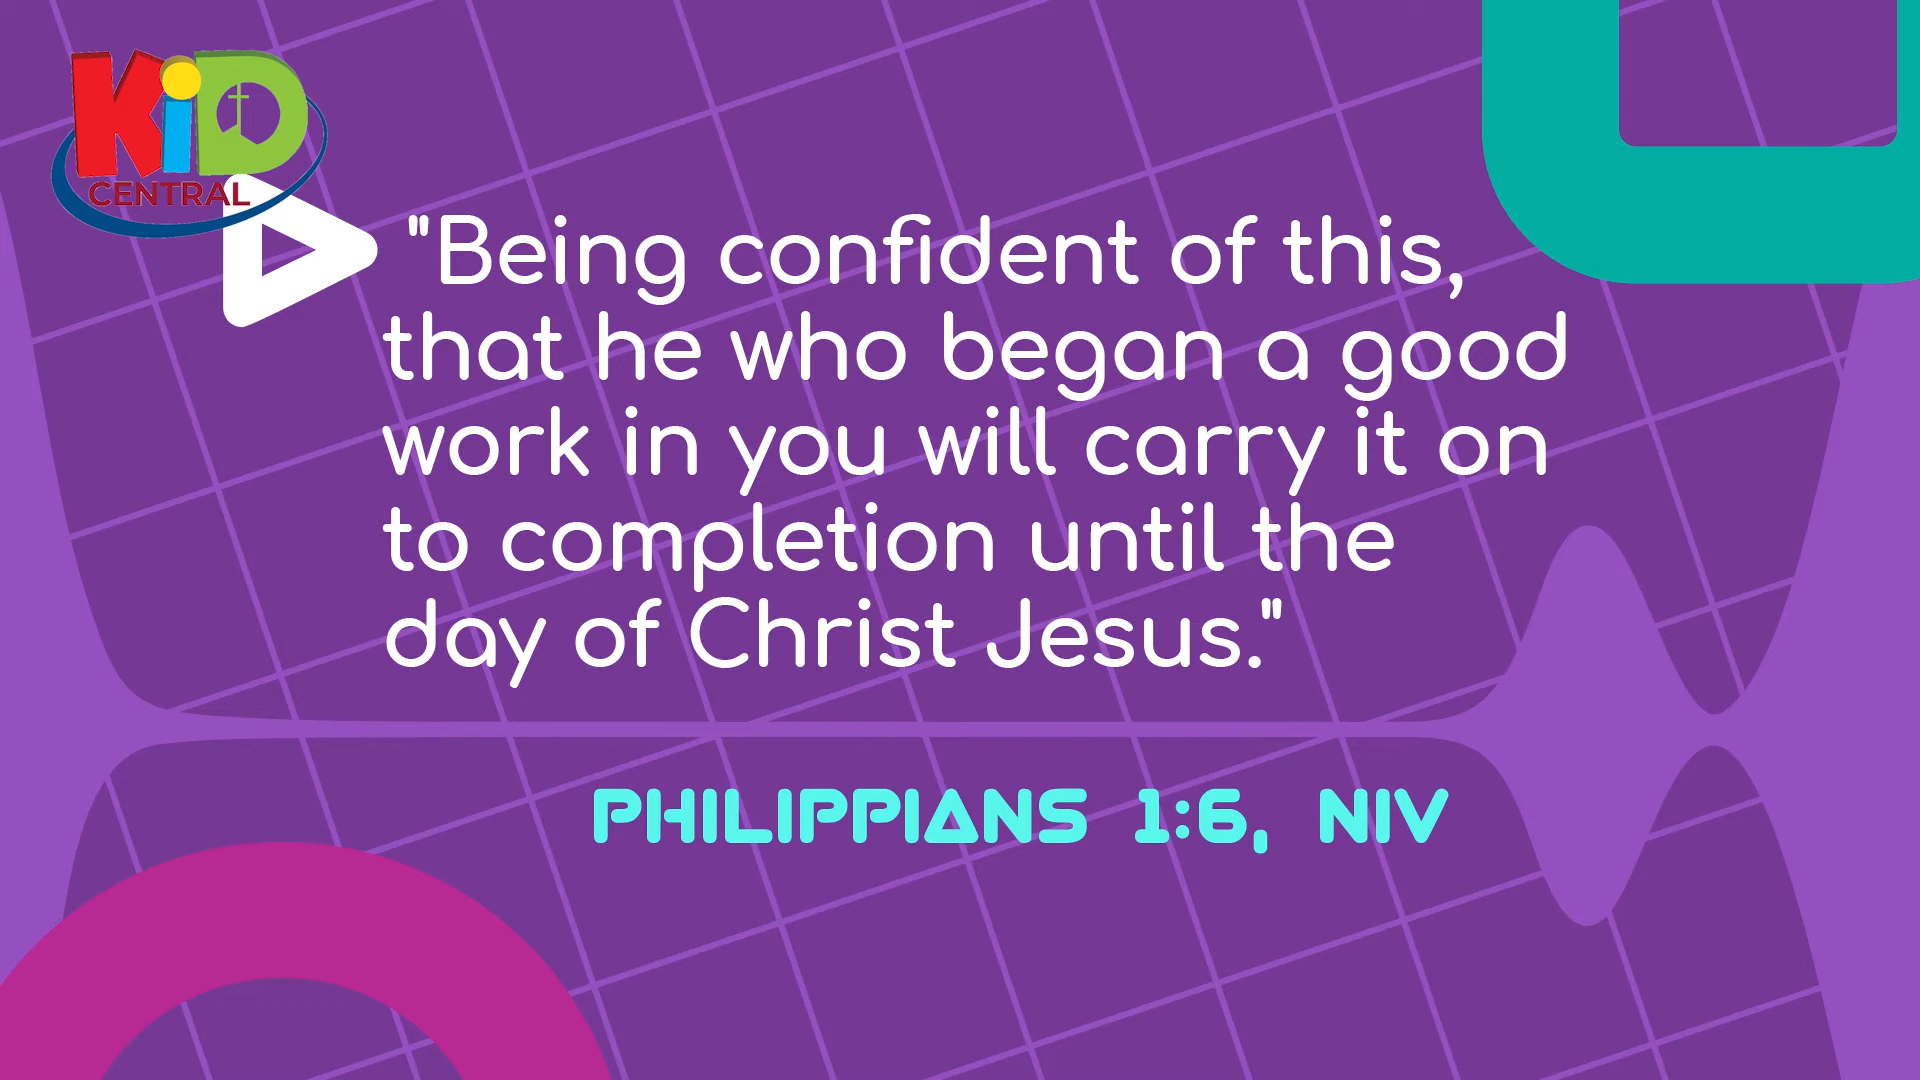 KiD
CENTRAL
"Being confident of this,
that he who began a good
work in you will carry it on
to completion until the
day of Christ Jesus."
PHILIPPIANS 1:6, NIV